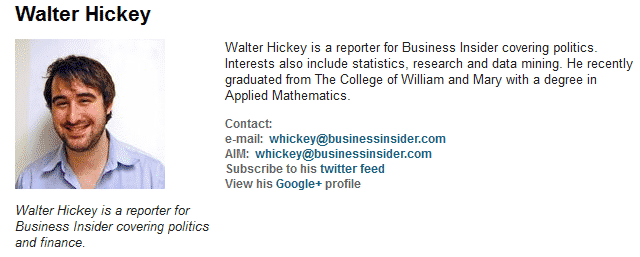 Walter Hickey
Walter Hickey is a reporter for Business Insider covering politics.
Interests also include statistics, research and data mining. He recently
graduated from The College of William and Mary with a degree in
Applied Mathematics.
Contact:
e-mail: whickey@businessinsider.com
AIM: whickey@businessinsider.com
Subscribe to his twitter feed
View his Google+ profile
Walter Hickey is a reporter for
Business Insider covering politics
and finance.